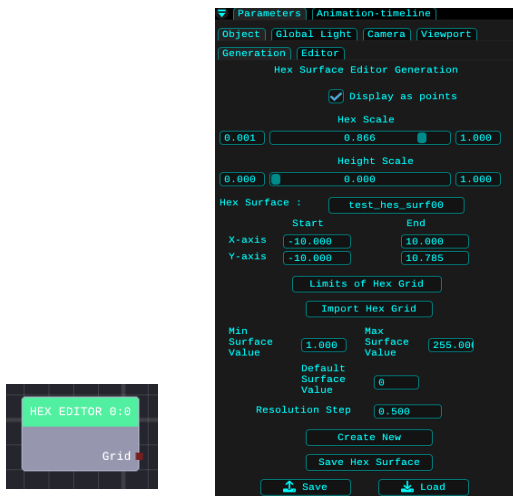 Parameters Animation-timeline
Object Global Light Camera Viewport
Generation Editor
Hex Surface Editor Generation
Display as points
Hex Scale
0.001 0.866 1.000
Height Scale
0.000 0.000 1.000
Hex Surface : test_hes_surf00
Start End
X-axis -10.000 10.000
Y-axis -10.000 10.785
Limits of Hex Grid
Import Hex Grid
Min Surface Value 1.000 Max Surface Value 255.00
Default Surface Value 0
Resolution Step 0.500
Create New
Save Hex Surface
Save Load
HEX EDITOR 0:0
Grid